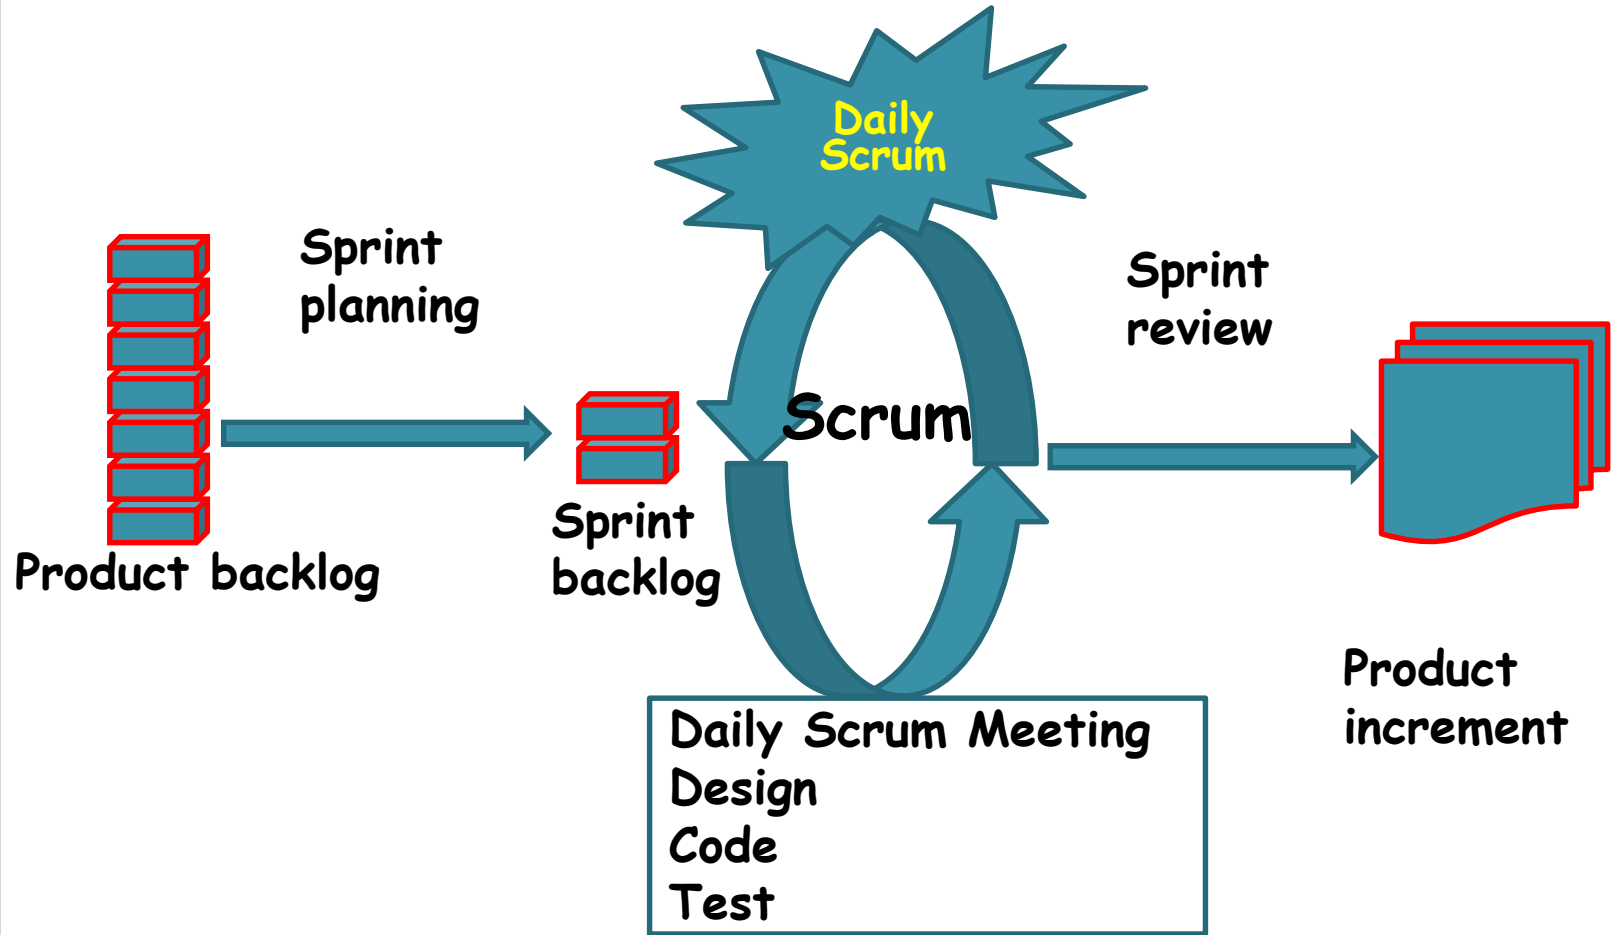 Daily
Scrum
Sprint
planning
Sprint
review
Scrum
Product backlog
Sprint
backlog
Product
increment
Daily Scrum Meeting
Design
Code
Test